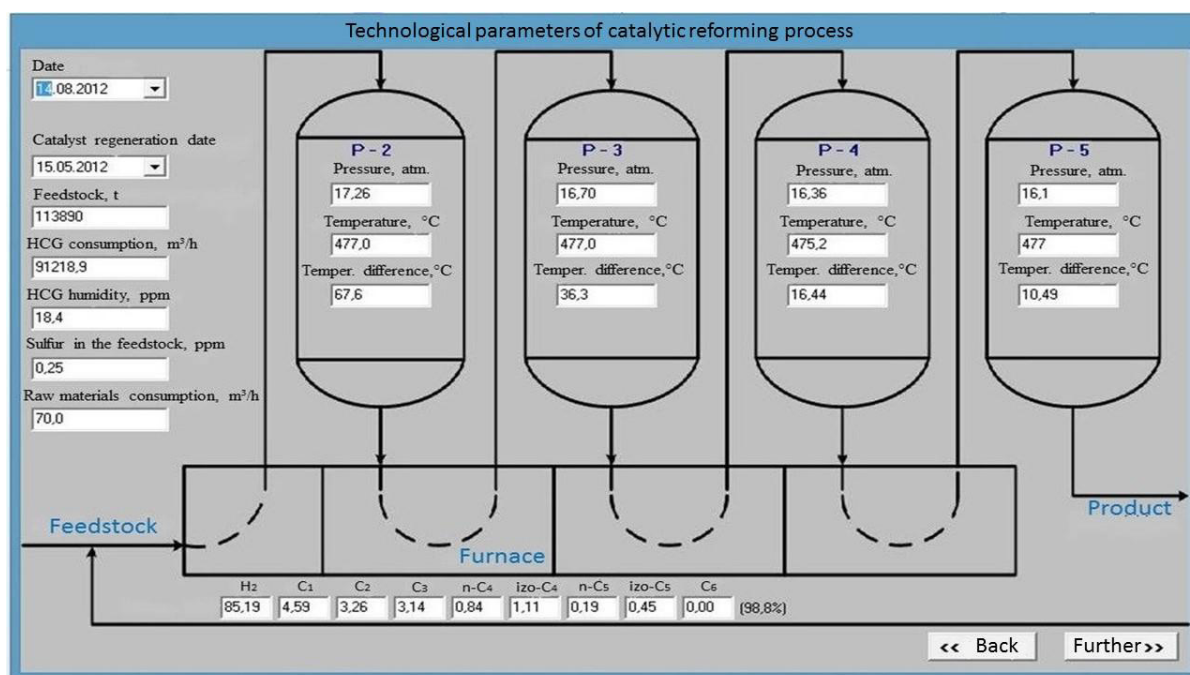 Technological parameters of catalytic reforming process
Date
14.08.2012
Catalyst regeneration date
15.05.2012
Feedstock, t
113890
HCG consumption, m³/h
91218,9
HCG humidity, ppm
18,4
Sulfur in the feedstock, ppm
0,25
Raw materials consumption, m³/h
70,0
P - 2
Pressure, atm.
17,26
Temperature, °C
477,0
Temper. difference,°C
67,6
P - 3
Pressure, atm.
16,70
Temperature, °C
477,0
Temper. difference,°C
36,3
P - 4
Pressure, atm.
16,36
Temperature, °C
475,2
Temper. difference,°C
16,44
P - 5
Pressure, atm.
16,1
Temperature, °C
477
Temper. difference,°C
10,49
Feedstock
Furnace
Product
H₂ C₁ C₂ C₃ n-C₄ izo-C₄ n-C₅ izo-C₅ C₆
85,19 4,59 3,26 3,14 0,84 1,11 0,19 0,45 0,00 (98,8%)
<< Back Further>>